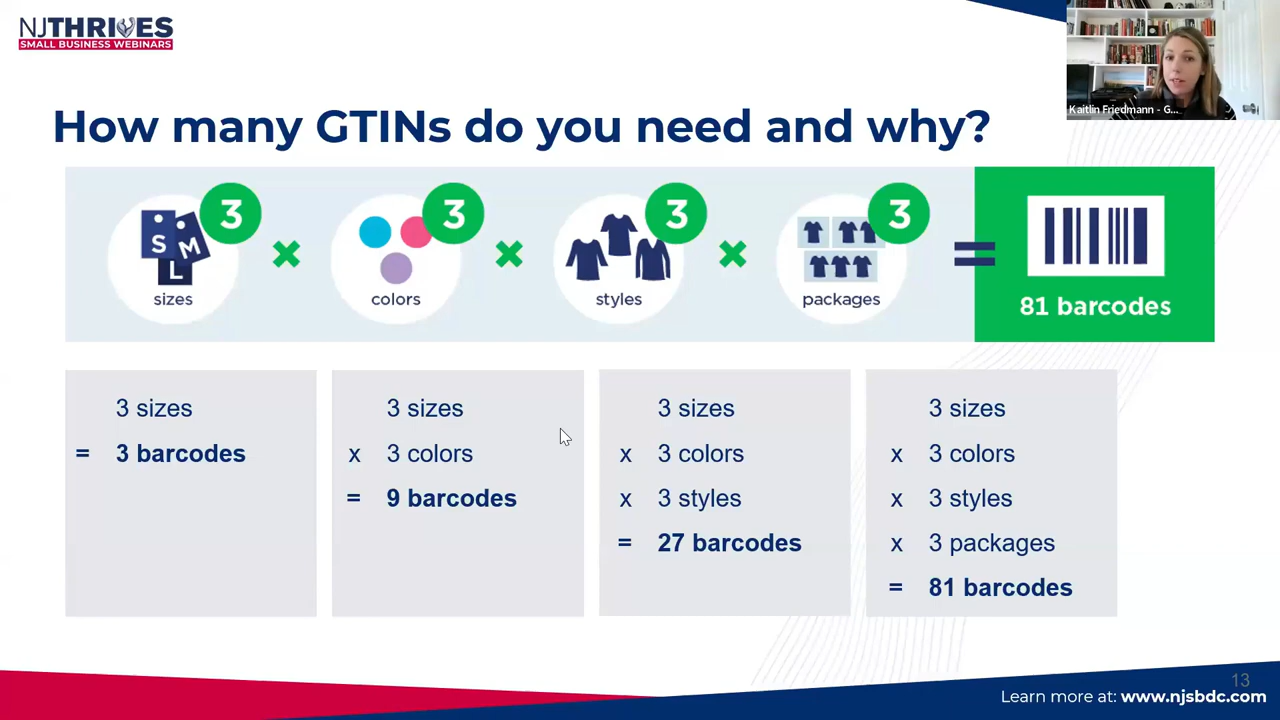 NJTHRIVES
SMALL BUSINESS WEBINARS
Kaitlin Friedmann - G...
How many GTINs do you need and why?
S
M
L
3
sizes
×
3
colors
×
3
styles
×
3
packages
=
81 barcodes
3 sizes
= 3 barcodes
3 sizes
x 3 colors
= 9 barcodes
3 sizes
x 3 colors
x 3 styles
= 27 barcodes
3 sizes
x 3 colors
x 3 styles
x 3 packages
= 81 barcodes
13
Learn more at: www.njsbdc.com